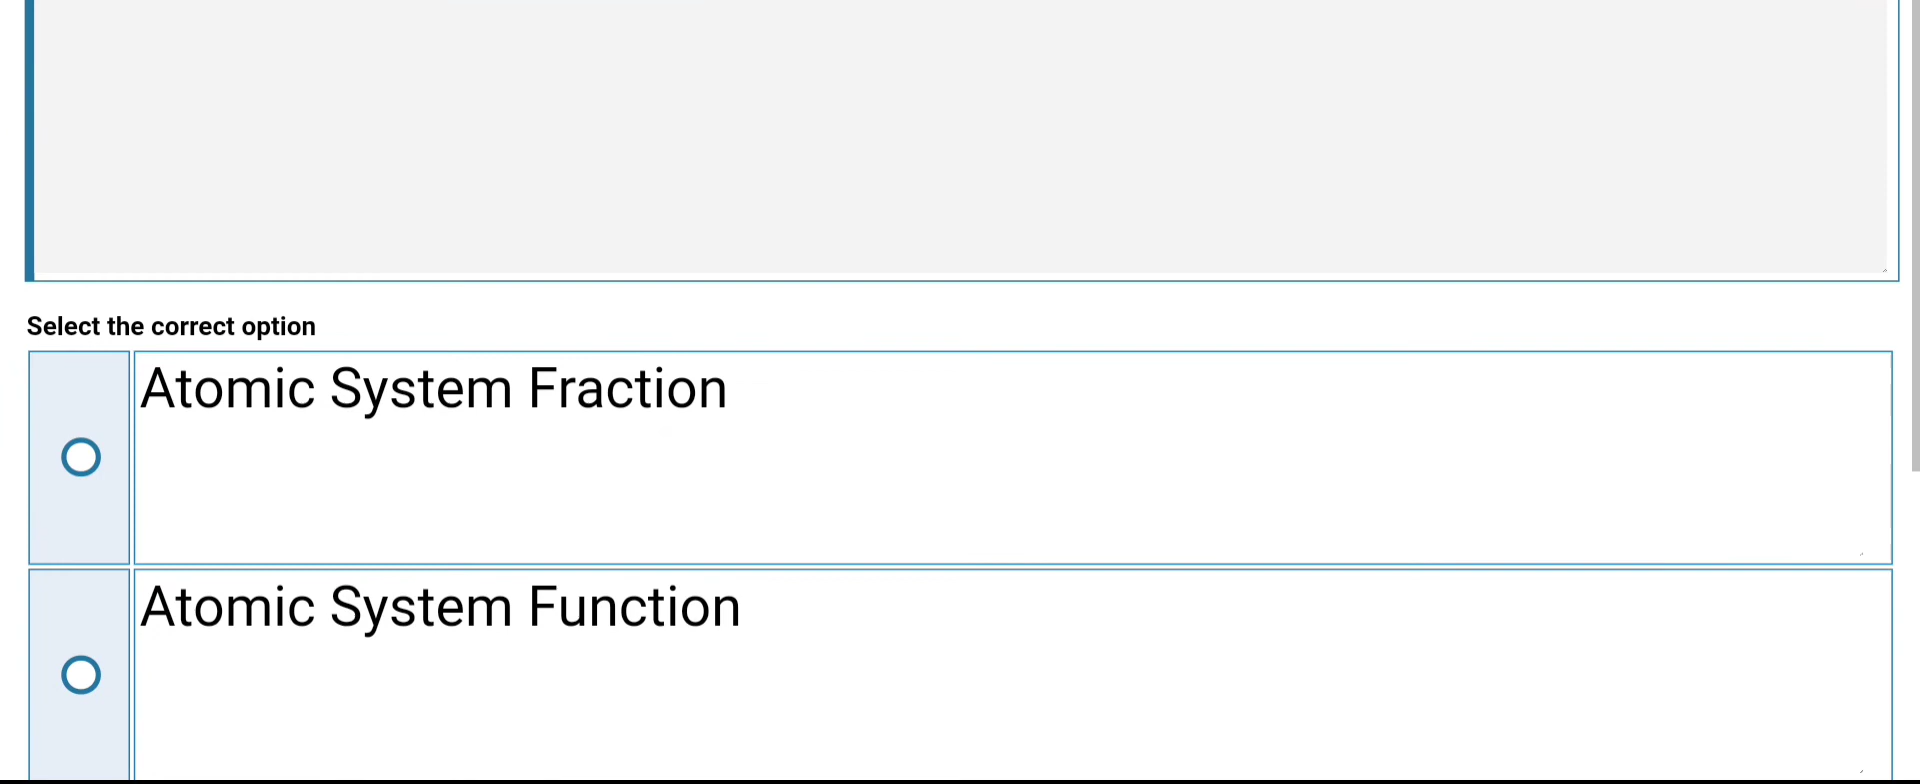 Select the correct option
Atomic System Fraction
Atomic System Function